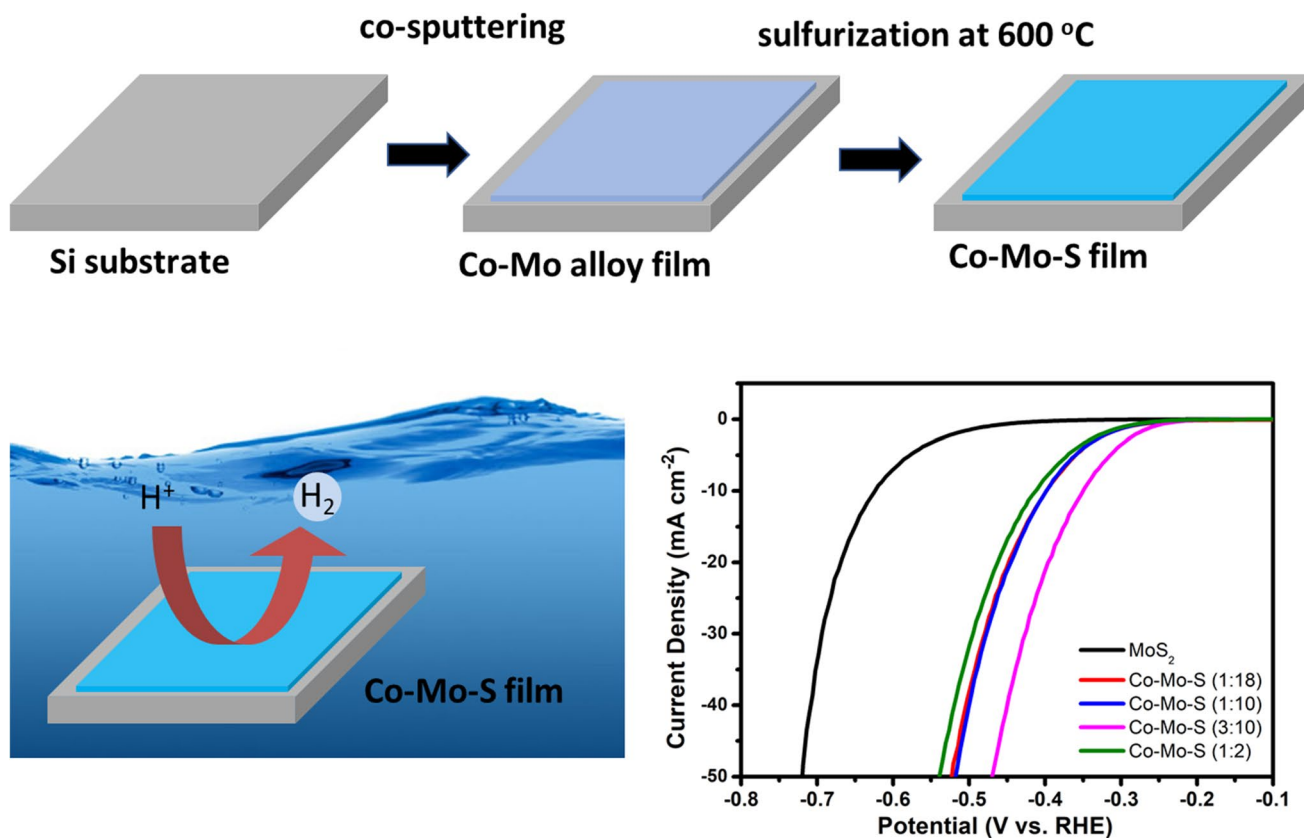 co-sputtering
sulfurization at 600 °C
Si substrate
Co-Mo alloy film
Co-Mo-S film
H⁺
H₂
Co-Mo-S film
Current Density (mA cm⁻²)
0
-10
-20
-30
-40
-50
MoS₂
Co-Mo-S (1:18)
Co-Mo-S (1:10)
Co-Mo-S (3:10)
Co-Mo-S (1:2)
-0.8 -0.7 -0.6 -0.5 -0.4 -0.3 -0.2 -0.1
Potential (V vs. RHE)